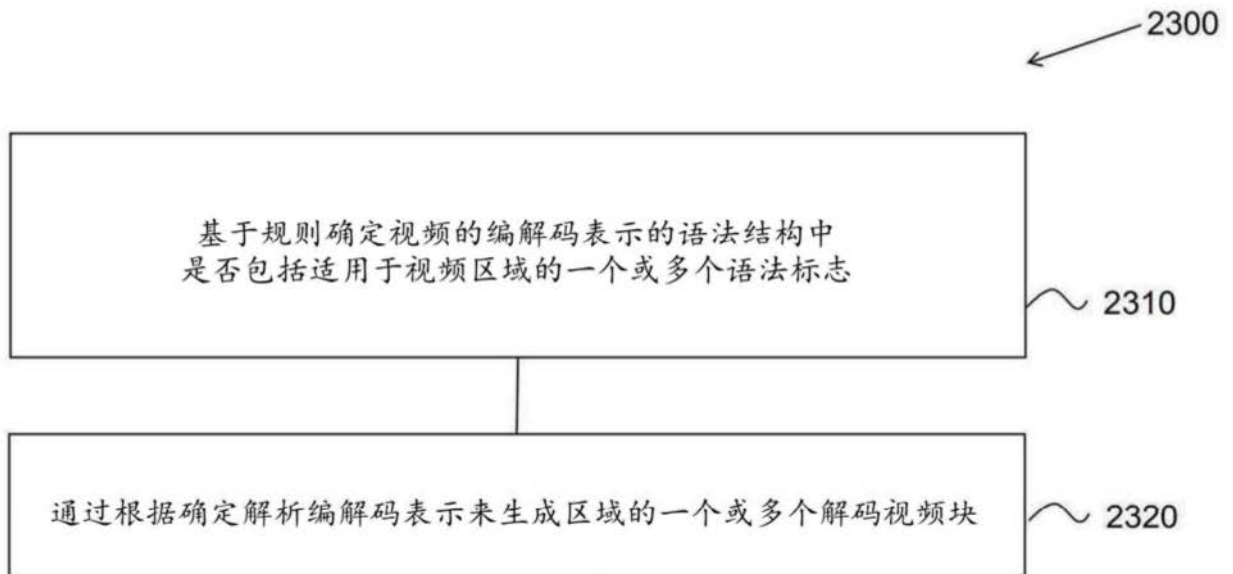 2300
基于规则确定视频的编解码表示的语法结构中
是否包括适用于视频区域的一个或多个语法标志
2310
通过根据确定解析编解码表示来生成区域的一个或多个解码视频块
2320